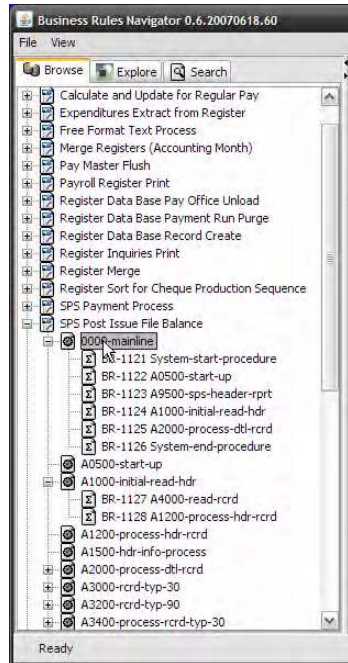 Business Rules Navigator 0.6.20070618.60
File View
Browse Explore Search
Calculate and Update for Regular Pay
Expenditures Extract from Register
Free Format Text Process
Merge Registers (Accounting Month)
Pay Master Flush
Payroll Register Print
Register Data Base Pay Office Unload
Register Data Base Payment Run Purge
Register Data Base Record Create
Register Inquiries Print
Register Merge
Register Sort for Cheque Production Sequence
SPS Payment Process
SPS Post Issue File Balance
0000-mainline
BR-1121 System-start-procedure
BR-1122 A0500-start-up
BR-1123 A9500-sps-header-rprt
BR-1124 A1000-initial-read-hdr
BR-1125 A2000-process-dtl-rcrd
BR-1126 System-end-procedure
A0500-start-up
A1000-initial-read-hdr
BR-1127 A4000-read-rcrd
BR-1128 A1200-process-hdr-rcrd
A1200-process-hdr-rcrd
A1500-hdr-info-process
A2000-process-dtl-rcrd
A3000-rcrd-typ-30
A3200-rcrd-typ-90
A3400-process-rcrd-typ-30
Ready